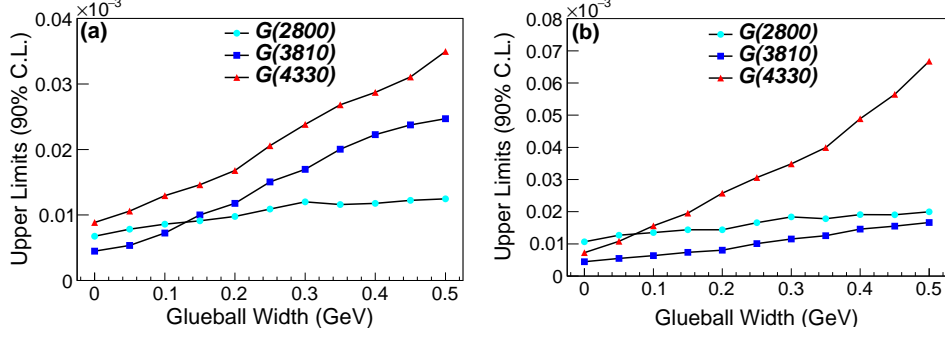 ×10⁻³
(a)
G(2800)
G(3810)
G(4330)
Upper Limits (90% C.L.)
0.04
0.03
0.02
0.01
0
0 0.1 0.2 0.3 0.4 0.5
Glueball Width (GeV)
×10⁻³
(b)
G(2800)
G(3810)
G(4330)
Upper Limits (90% C.L.)
0.08
0.07
0.06
0.05
0.04
0.03
0.02
0.01
0
0 0.1 0.2 0.3 0.4 0.5
Glueball Width (GeV)